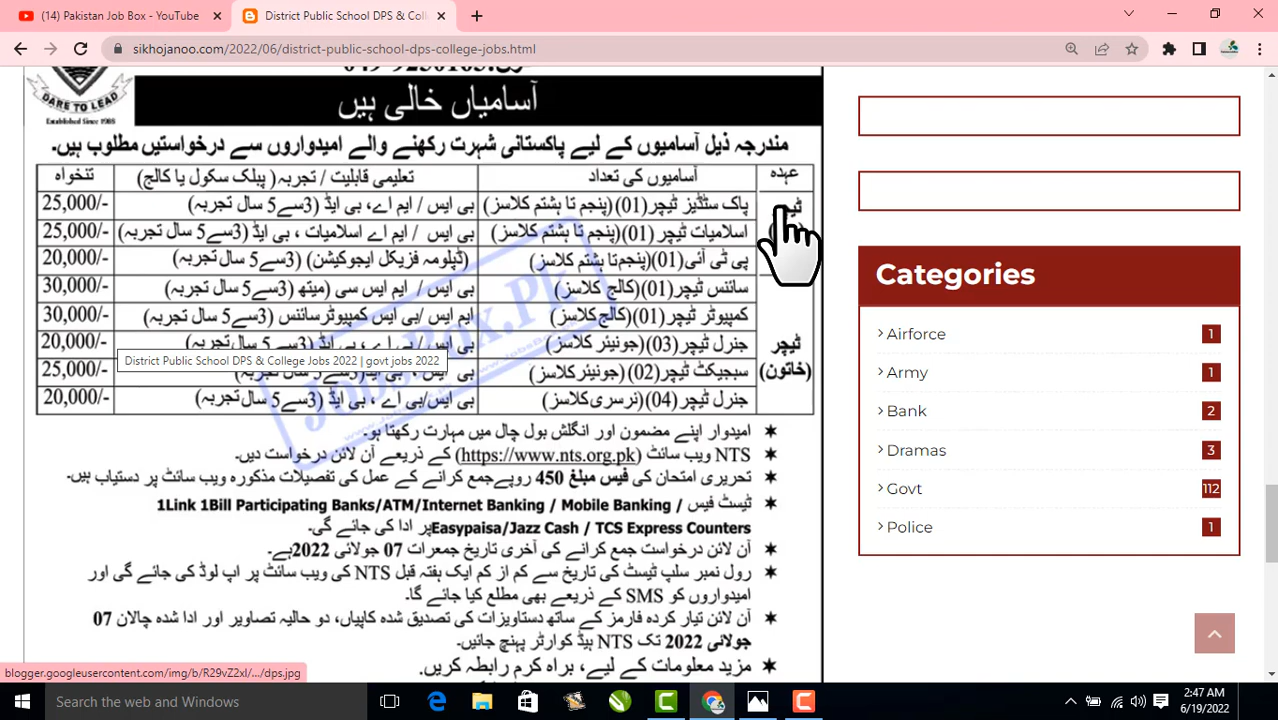 (14) Pakistan Job Box - YouTube
District Public School DPS & Coll
sikhojanoo.com/2022/06/district-public-school-dps-college-jobs.html
DARE TO LEAD
Established Since 1985
آسامیاں خالی ہیں
مندرجہ ذیل آسامیوں کے لیے پاکستانی شہرت رکھنے والے امیدواروں سے درخواستیں مطلوب ہیں۔
عہدہ آسامیوں کی تعداد تعلیمی قابلیت / تجربہ (پبلک سکول یا کالج) تنخواہ
پاک سٹڈیز ٹیچر (01) (پنجم تا ہشتم کلاسز) بی ایس / ایم اے، بی ایڈ (3سے5 سال تجربہ) 25,000/-
اسلامیات ٹیچر (01) (پنجم تا ہشتم کلاسز) بی ایس / ایم اے اسلامیات ، بی ایڈ (3سے5 سال تجربہ) 25,000/-
پی ٹی آئی (01) (پنجم تا ہشتم کلاسز) (ڈپلومہ فزیکل ایجوکیشن) (3سے5 سال تجربہ) 20,000/-
سائنس ٹیچر (01) (کالج کلاسز) بی ایس / ایم ایس سی (میتھ (3سے5 سال تجربہ) 30,000/-
کمپیوٹر ٹیچر (01) (کالج کلاسز) ایم ایس/بی ایس کمپیوٹر سائنس (3سے5 سال تجربہ) 30,000/-
ٹیچر (خاتون)
جنرل ٹیچر (03) (جونیئر کلاسز) 20,000/-
سبجیکٹ ٹیچر (02) (جونیئر کلاسز) 25,000/-
جنرل ٹیچر (04) (نرسری کلاسز) بی ایس/بی اے ، بی ایڈ (3سے5 سال تجربہ) 20,000/-
District Public School DPS & College Jobs 2022 | govt jobs 2022
JobsBox.Pk
★ امیدوار اپنے مضمون اور انگلش بول چال میں مہارت رکھتا ہو۔
★ NTS ویب سائٹ (https://www.nts.org.pk) کے ذریعے آن لائن درخواست دیں۔
★ تحریری امتحان کی فیس مبلغ 450 روپے جمع کرانے کے عمل کی تفصیلات مذکورہ ویب سائٹ پر دستیاب ہیں۔
★ ٹیسٹ فیس 1Link 1Bill Participating Banks/ATM/Internet Banking / Mobile Banking /
Easypaisa/Jazz Cash / TCS Express Counters پر ادا کی جائے گی۔
★ آن لائن درخواست جمع کرانے کی آخری تاریخ جمعرات 07 جولائی 2022ہے۔
★ رول نمبر سلپ ٹیسٹ کی تاریخ سے کم از کم ایک ہفتہ قبل NTS کی ویب سائٹ پر اپ لوڈ کی جائے گی اور
امیدواروں کو SMS کے ذریعے بھی مطلع کیا جائے گا۔
★ آن لائن تیار کردہ فارمز کے ساتھ دستاویزات کی تصدیق شدہ کاپیاں، دو حالیہ تصاویر اور ادا شدہ چالان 07
جولائی 2022 تک NTS ہیڈ کوارٹر پہنچ جائیں۔
★ مزید معلومات کے لیے، براہ کرم رابطہ کریں۔
Categories
Airforce 1
Army 1
Bank 2
Dramas 3
Govt 112
Police 1
blogger.googleusercontent.com/img/b/R29vZ2xl/.../dps.jpg
Search the web and Windows
2:47 AM
6/19/2022